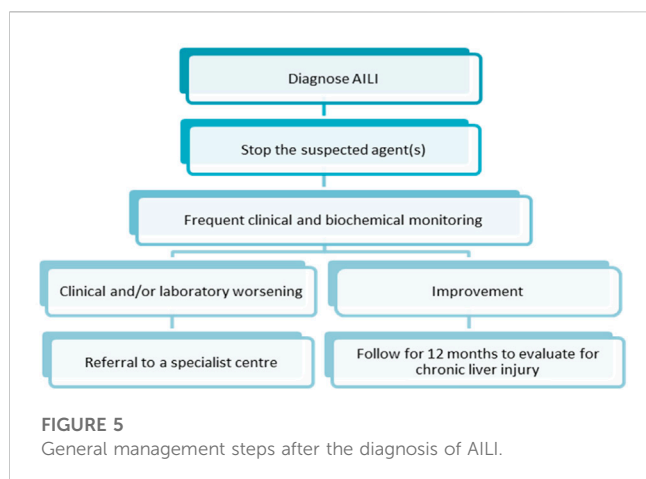 Diagnose AILI
Stop the suspected agent(s)
Frequent clinical and biochemical monitoring
Clinical and/or laboratory worsening
Improvement
Referral to a specialist centre
Follow for 12 months to evaluate for
chronic liver injury
FIGURE 5
General management steps after the diagnosis of AILI.